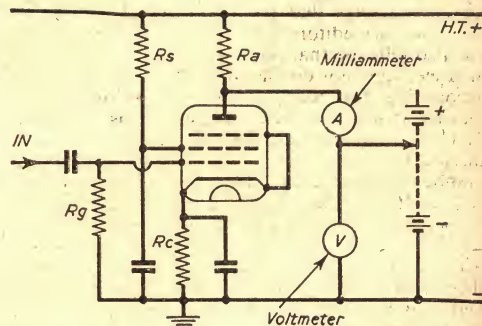 H.T.+
Rs
Ra
Milliammeter
A
+
IN
Rg
Rc
V
-
-
Voltmeter